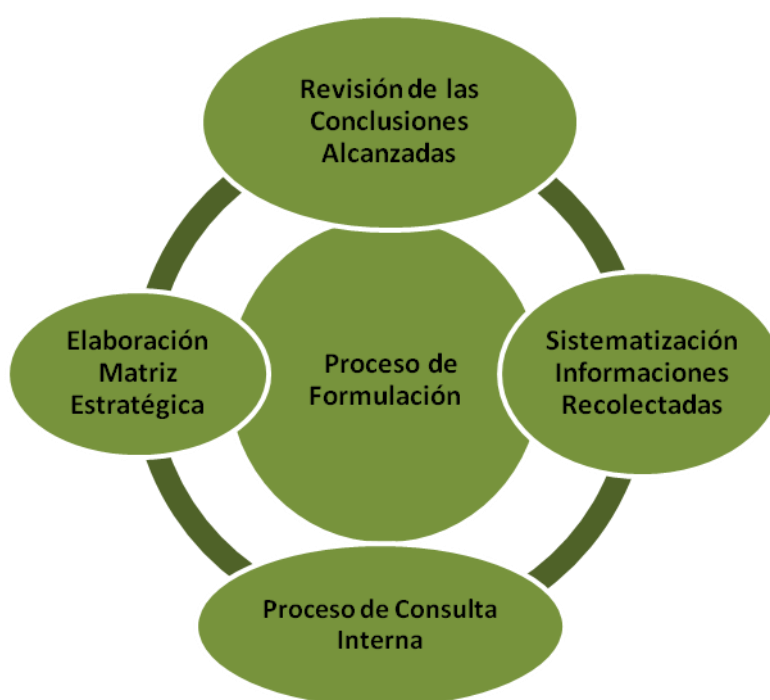 Revisión de las
Conclusiones
Alcanzadas
Elaboración
Matriz
Estratégica
Proceso de
Formulación
Sistematización
Informaciones
Recolectadas
Proceso de Consulta
Interna